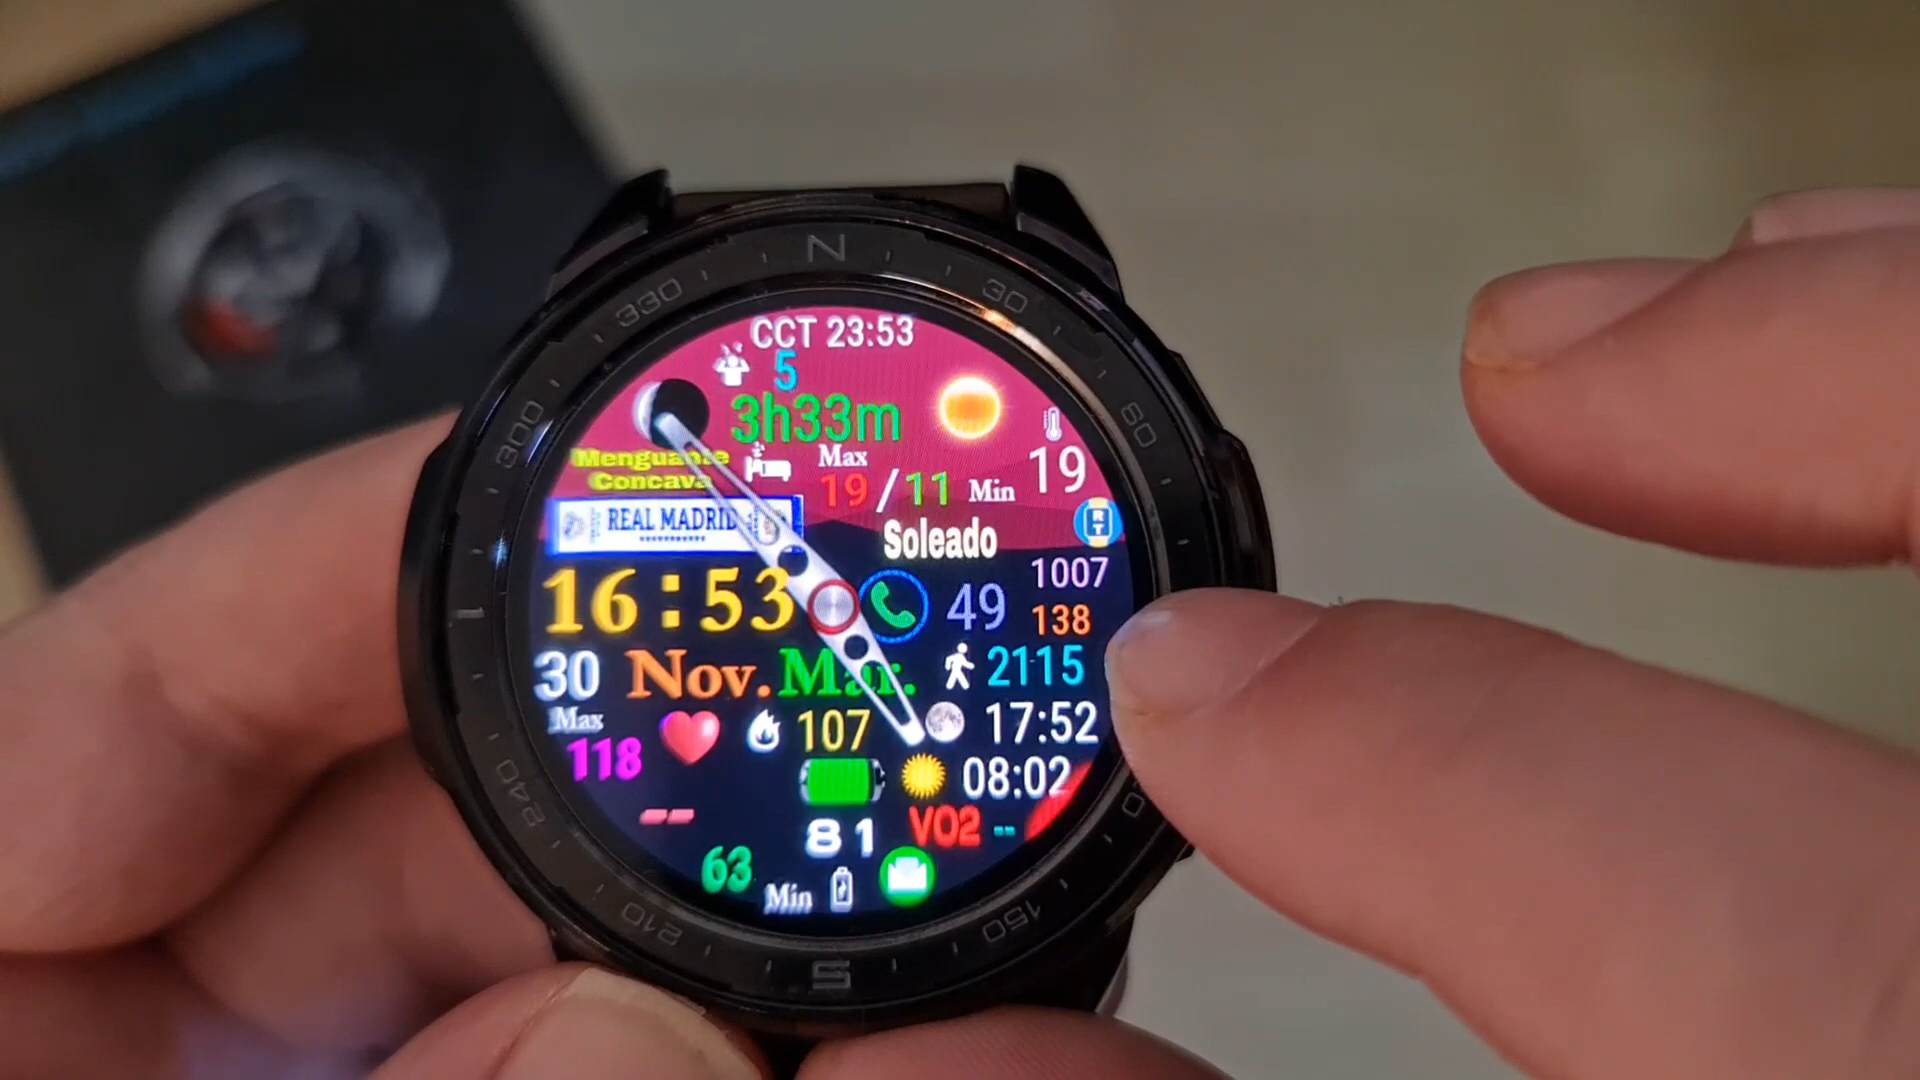 N
30
60
330
300
CCT 23:53
5
3h33m
Menguante
Concava
Max
19/11 Min
19
REAL MADRID
Soleado
R
T
1007
16:53
49
138
30 Nov. Mar.
2115
Max
118
107
17:52
08:02
--
81
VO2 --
63
Min
240
210
S
150